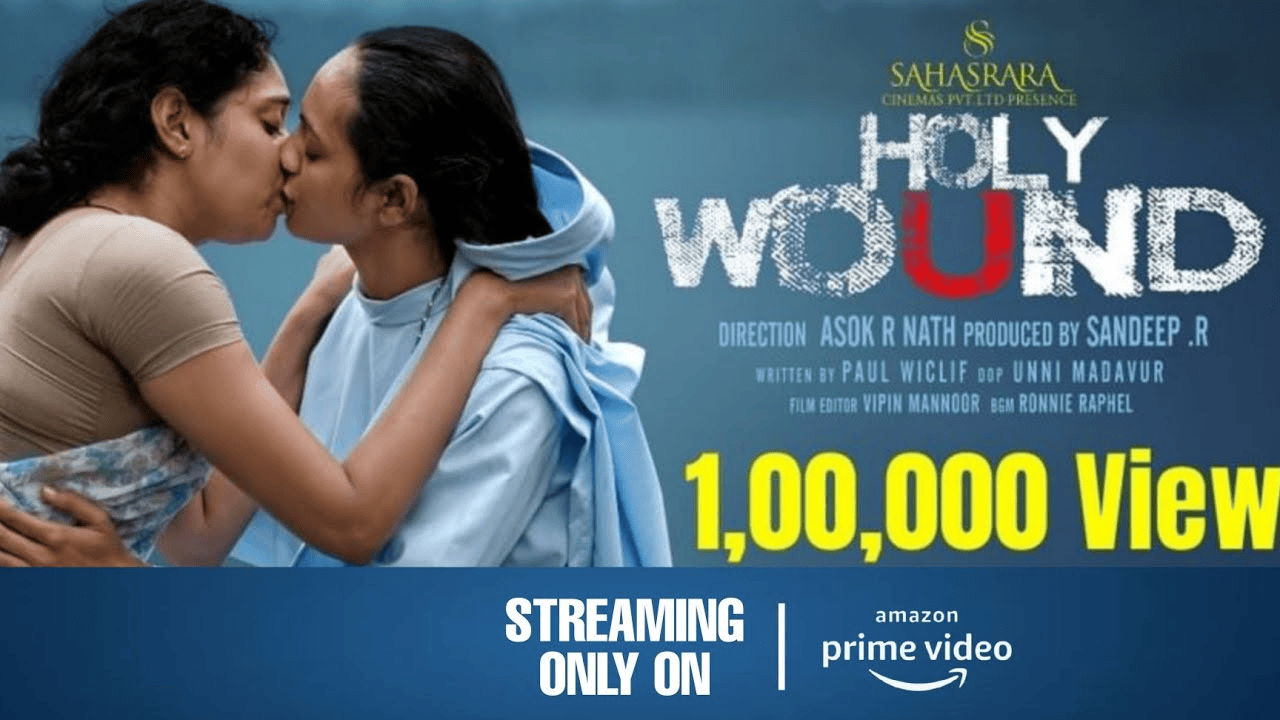 SAHASRARA
CINEMAS PVT.LTD PRESENCE
HOLY
WOUND
DIRECTION ASOK R NATH PRODUCED BY SANDEEP .R
WRITTEN BY PAUL WICLIF DOP UNNI MADAVUR
FILM EDITOR VIPIN MANNOOR BGM RONNIE RAPHEL
1,00,000 View
STREAMING
ONLY ON
amazon
prime video